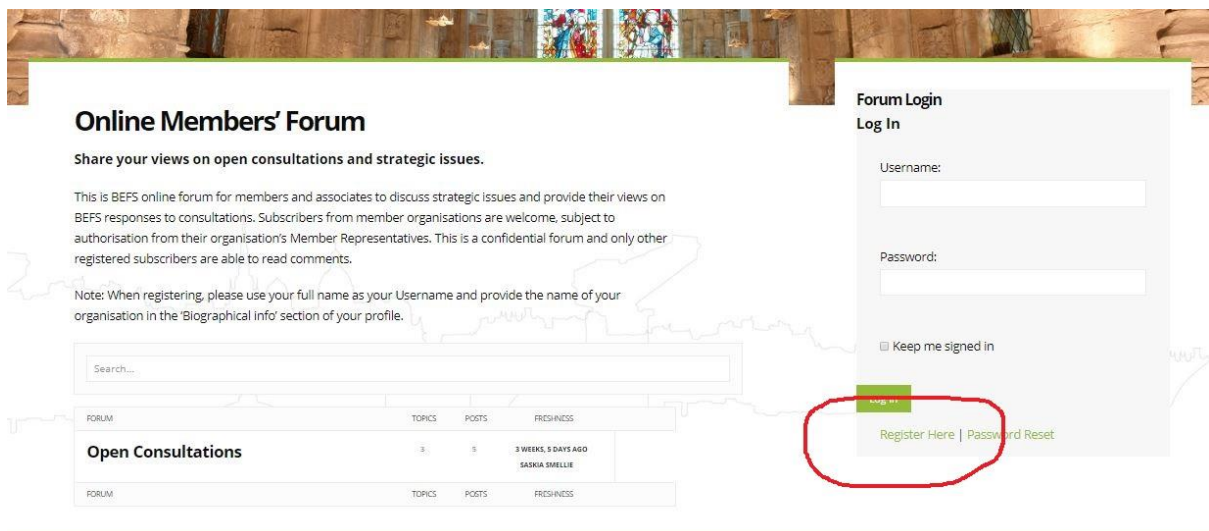 Online Members' Forum
Share your views on open consultations and strategic issues.
This is BEFS online forum for members and associates to discuss strategic issues and provide their views on
BEFS responses to consultations. Subscribers from member organisations are welcome, subject to
authorisation from their organisation's Member Representatives. This is a confidential forum and only other
registered subscribers are able to read comments.
Note: When registering, please use your full name as your Username and provide the name of your
organisation in the 'Biographical info' section of your profile.
Search...
FORUM TOPICS POSTS FRESHNESS
Open Consultations 3 5 3 WEEKS, 5 DAYS AGO
SASKIA SMELLIE
FORUM TOPICS POSTS FRESHNESS
Forum Login
Log In
Username:
Password:
Keep me signed in
Log In
Register Here | Password Reset